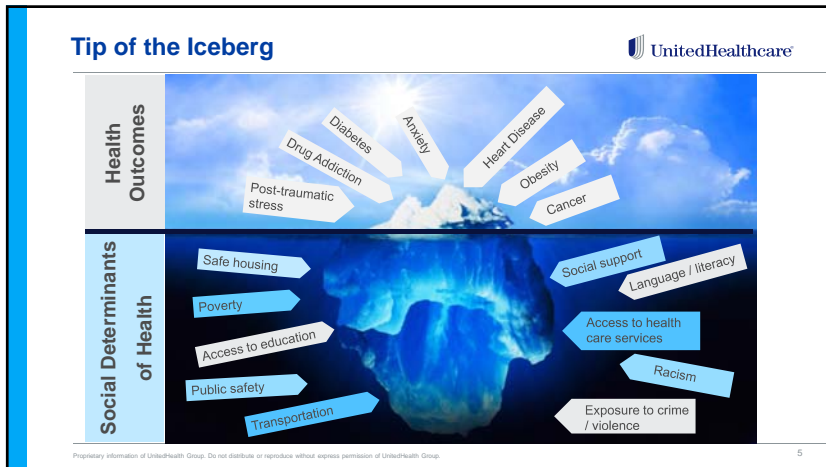 Tip of the Iceberg
UnitedHealthcare®
Health
Outcomes
Post-traumatic
stress
Drug Addiction
Diabetes
Anxiety
Heart Disease
Obesity
Cancer
Social Determinants
of Health
Safe housing
Poverty
Access to education
Public safety
Transportation
Social support
Language / literacy
Access to health
care services
Racism
Exposure to crime
/ violence
Proprietary information of UnitedHealth Group. Do not distribute or reproduce without express permission of UnitedHealth Group.
5